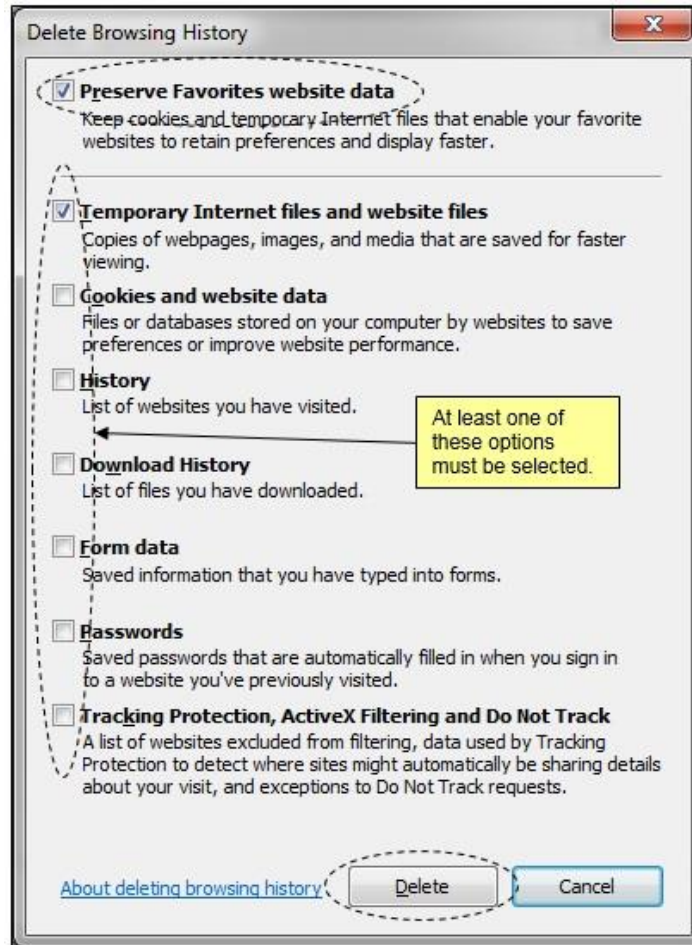 Delete Browsing History
Preserve Favorites website data
Keep cookies and temporary Internet files that enable your favorite
websites to retain preferences and display faster.
Temporary Internet files and website files
Copies of webpages, images, and media that are saved for faster
viewing.
Cookies and website data
Files or databases stored on your computer by websites to save
preferences or improve website performance.
History
List of websites you have visited.
At least one of
these options
must be selected.
Download History
List of files you have downloaded.
Form data
Saved information that you have typed into forms.
Passwords
Saved passwords that are automatically filled in when you sign in
to a website you've previously visited.
Tracking Protection, ActiveX Filtering and Do Not Track
A list of websites excluded from filtering, data used by Tracking
Protection to detect where sites might automatically be sharing details
about your visit, and exceptions to Do Not Track requests.
About deleting browsing history Delete Cancel